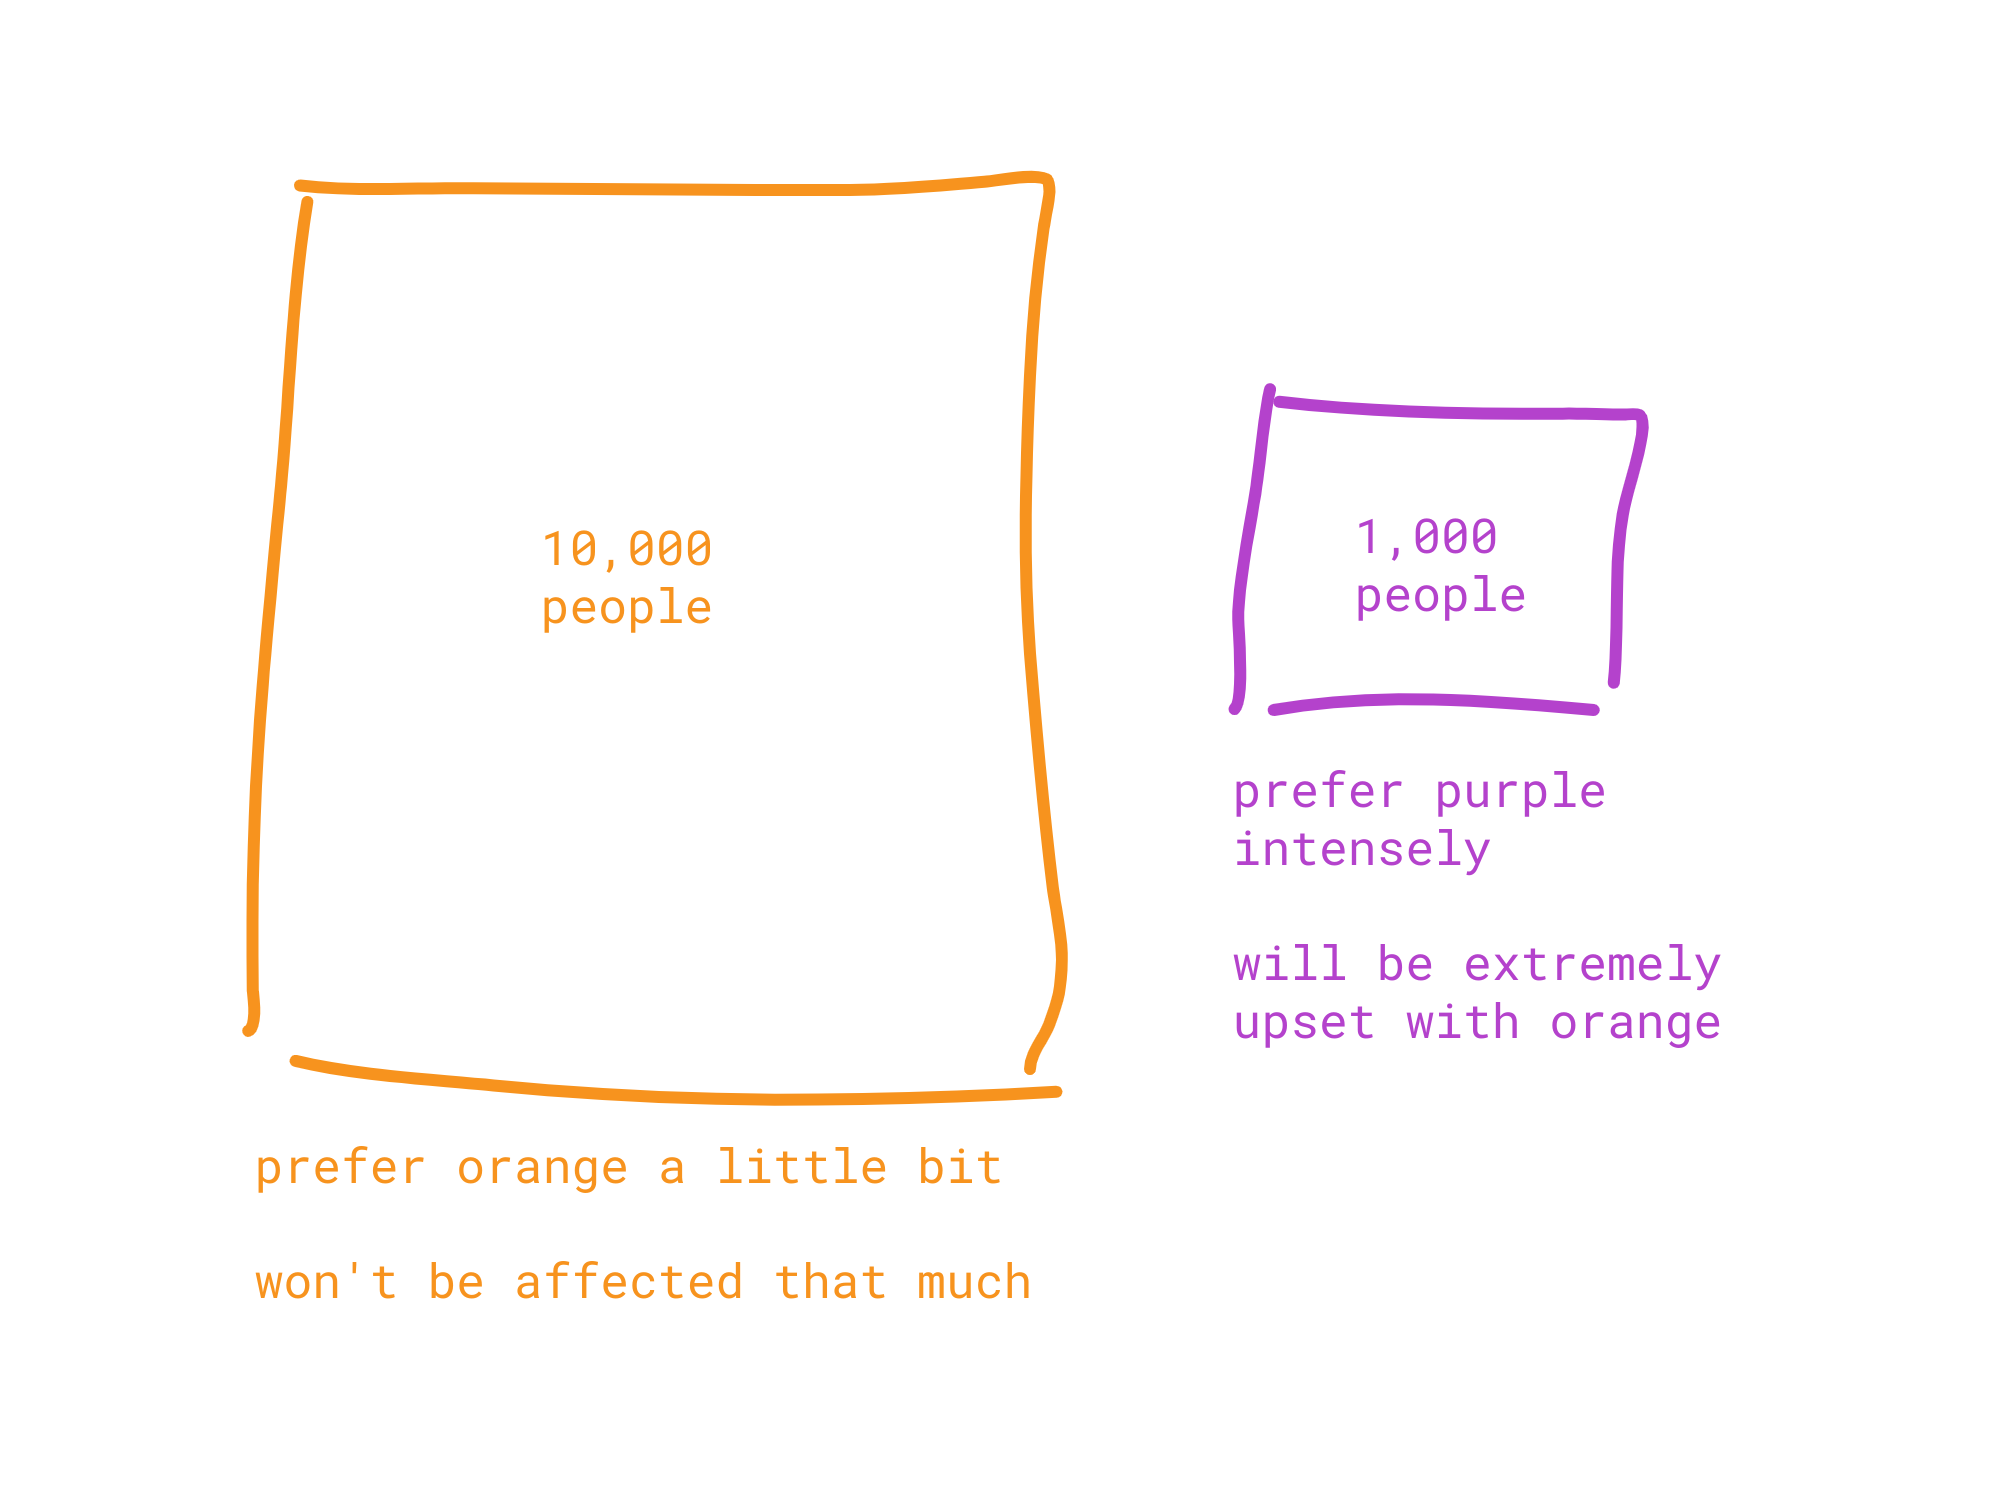 10,000
people
prefer orange a little bit
won't be affected that much
1,000
people
prefer purple
intensely
will be extremely
upset with orange